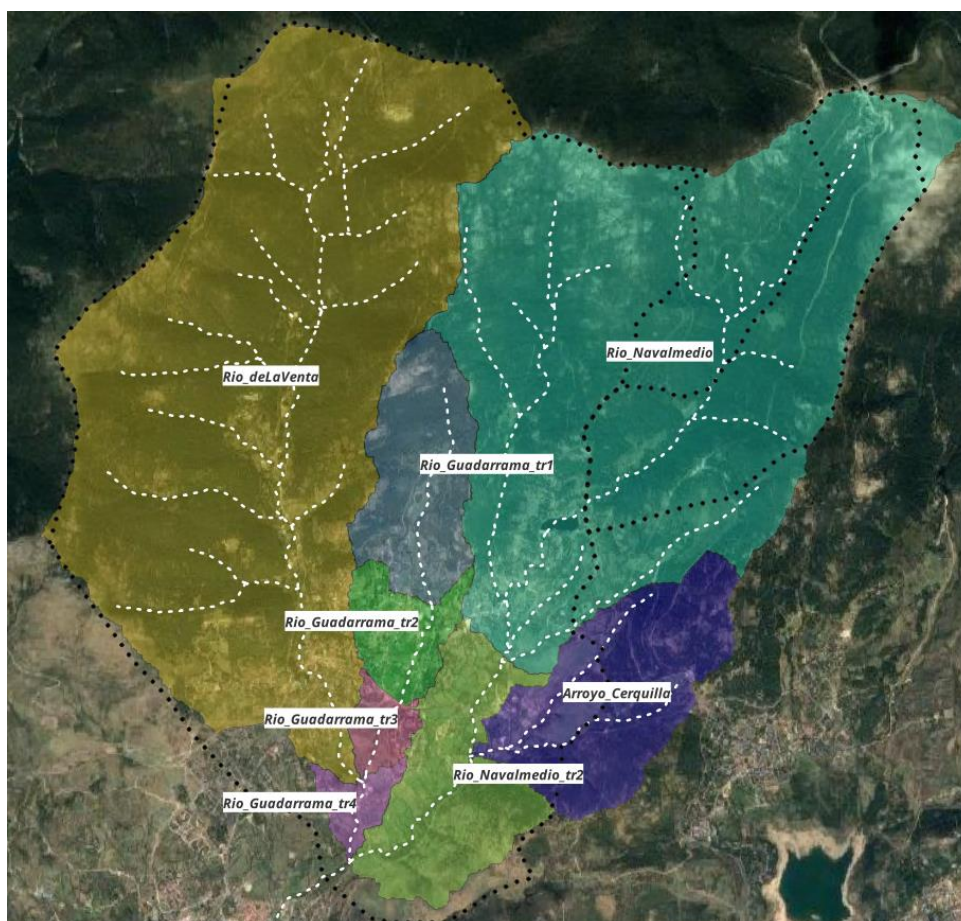 Rio_Navalmedio
Rio_deLaVenta
Rio_Guadarrama_tr1
Rio_Guadarrama_tr2
Arroyo_Cerquilla
Rio_Guadarrama_tr3
Rio_Navalmedio_tr2
Rio_Guadarrama_tr4